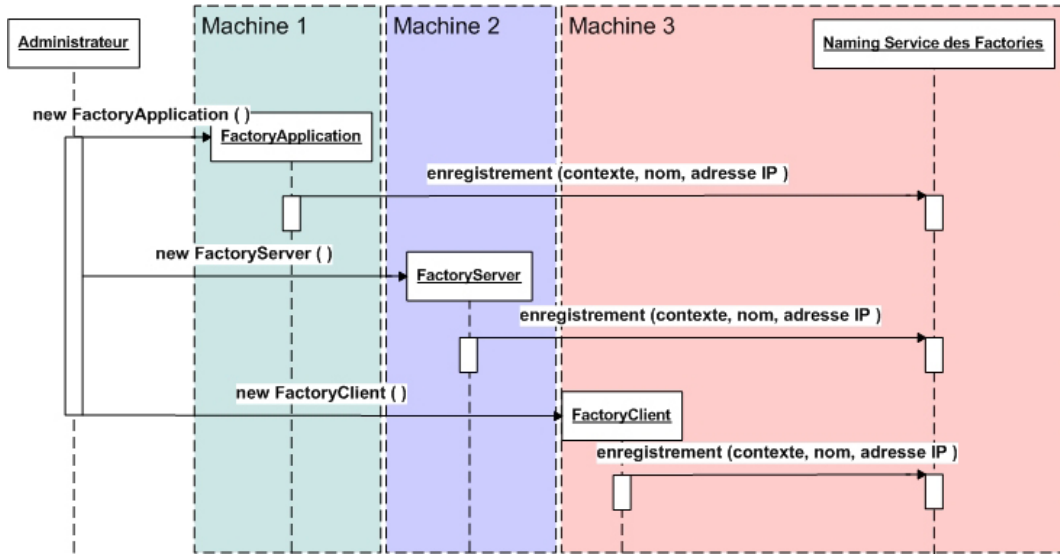 Machine 1
Machine 2
Machine 3
Administrateur
Naming Service des Factories
new FactoryApplication ( )
FactoryApplication
enregistrement (contexte, nom, adresse IP )
new FactoryServer ( )
FactoryServer
enregistrement (contexte, nom, adresse IP )
new FactoryClient ( )
FactoryClient
enregistrement (contexte, nom, adresse IP )